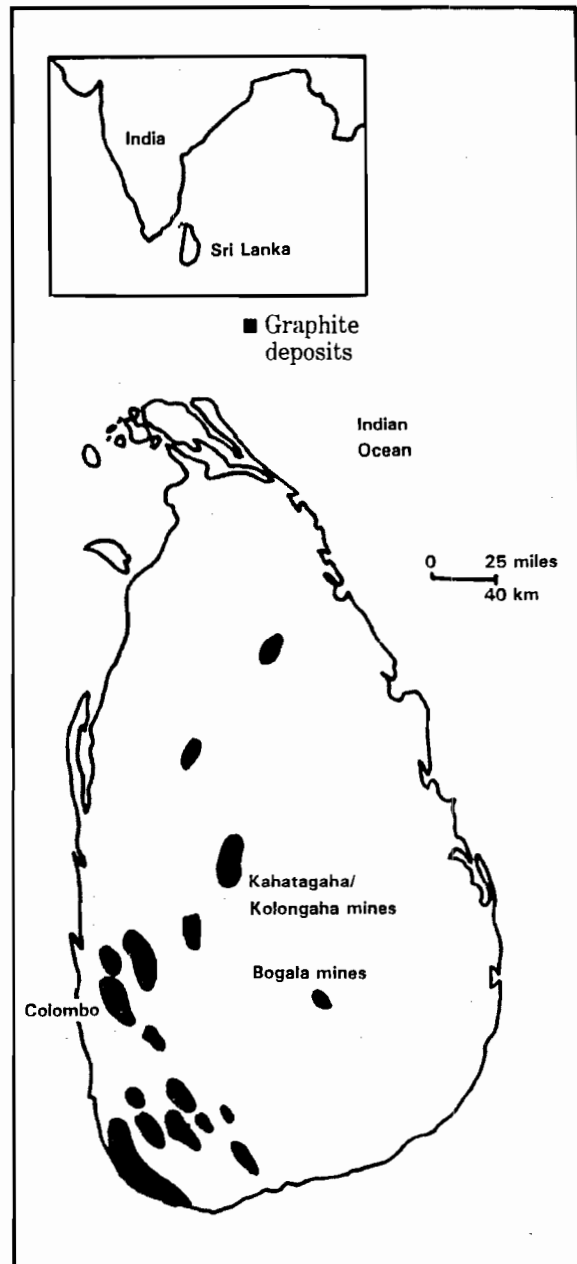 India
Sri Lanka
Graphite
deposits
Indian
Ocean
0 25 miles
40 km
Kahatagaha/
Kolongaha mines
Bogala mines
Colombo